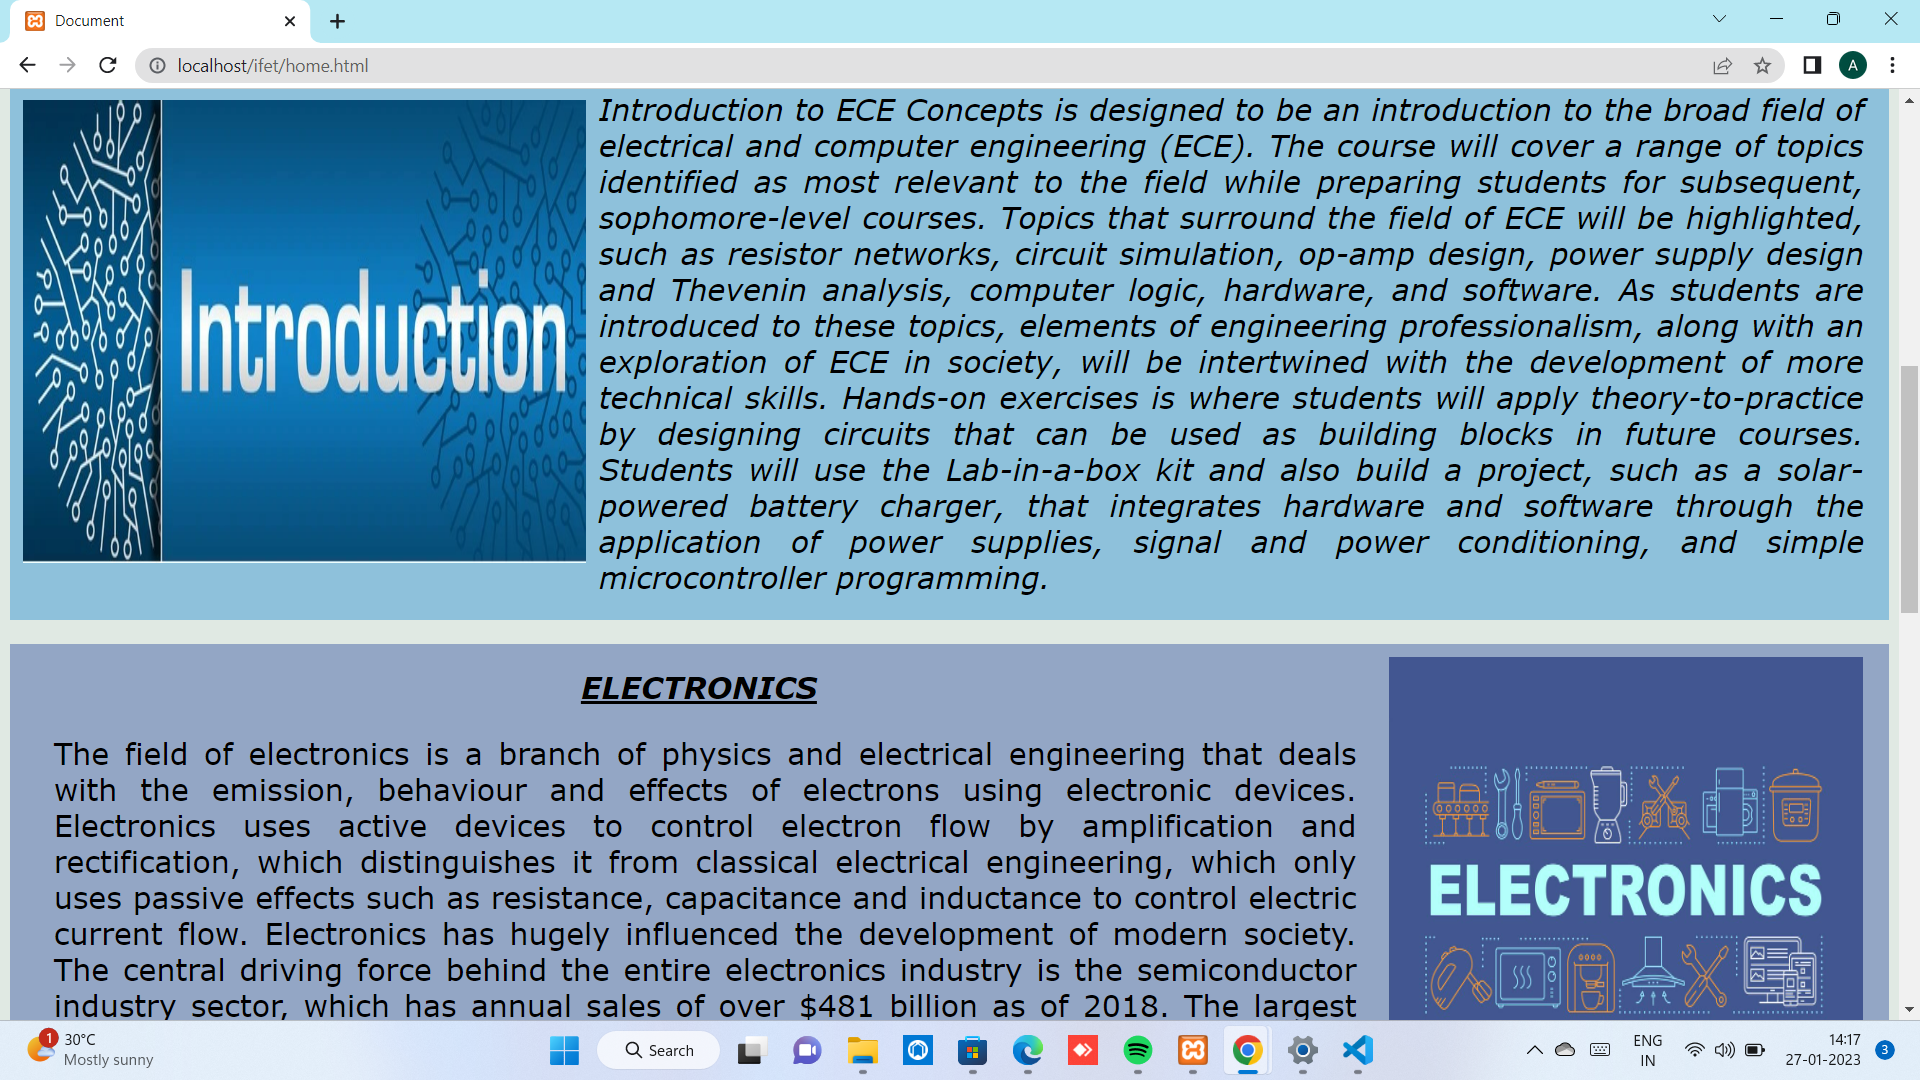 Document
localhost/ifet/home.html
A
Introduction
Introduction to ECE Concepts is designed to be an introduction to the broad field of
electrical and computer engineering (ECE). The course will cover a range of topics
identified as most relevant to the field while preparing students for subsequent,
sophomore-level courses. Topics that surround the field of ECE will be highlighted,
such as resistor networks, circuit simulation, op-amp design, power supply design
and Thevenin analysis, computer logic, hardware, and software. As students are
introduced to these topics, elements of engineering professionalism, along with an
exploration of ECE in society, will be intertwined with the development of more
technical skills. Hands-on exercises is where students will apply theory-to-practice
by designing circuits that can be used as building blocks in future courses.
Students will use the Lab-in-a-box kit and also build a project, such as a solar-
powered battery charger, that integrates hardware and software through the
application of power supplies, signal and power conditioning, and simple
microcontroller programming.
ELECTRONICS
The field of electronics is a branch of physics and electrical engineering that deals
with the emission, behaviour and effects of electrons using electronic devices.
Electronics uses active devices to control electron flow by amplification and
rectification, which distinguishes it from classical electrical engineering, which only
uses passive effects such as resistance, capacitance and inductance to control electric
current flow. Electronics has hugely influenced the development of modern society.
The central driving force behind the entire electronics industry is the semiconductor
industry sector, which has annual sales of over $481 billion as of 2018. The largest
ELECTRONICS
1
30°C
Mostly sunny
Search
ENG
IN
14:17
27-01-2023
3